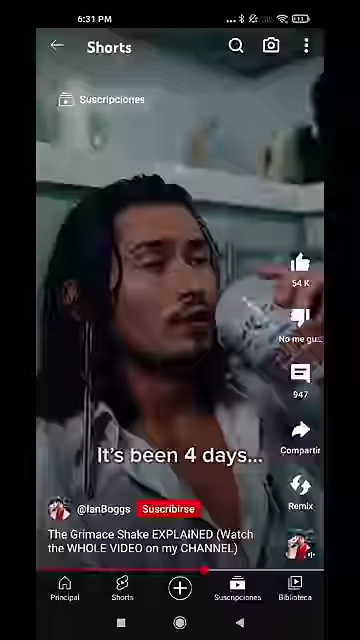 6:31 PM
Shorts
Suscripciones
54 K
No me gu...
947
Compartir
Remix
It's been 4 days...
@IanBoggs
Suscribirse
The Grimace Shake EXPLAINED (Watch
the WHOLE VIDEO on my CHANNEL)
Principal
Shorts
Suscripciones
Biblioteca